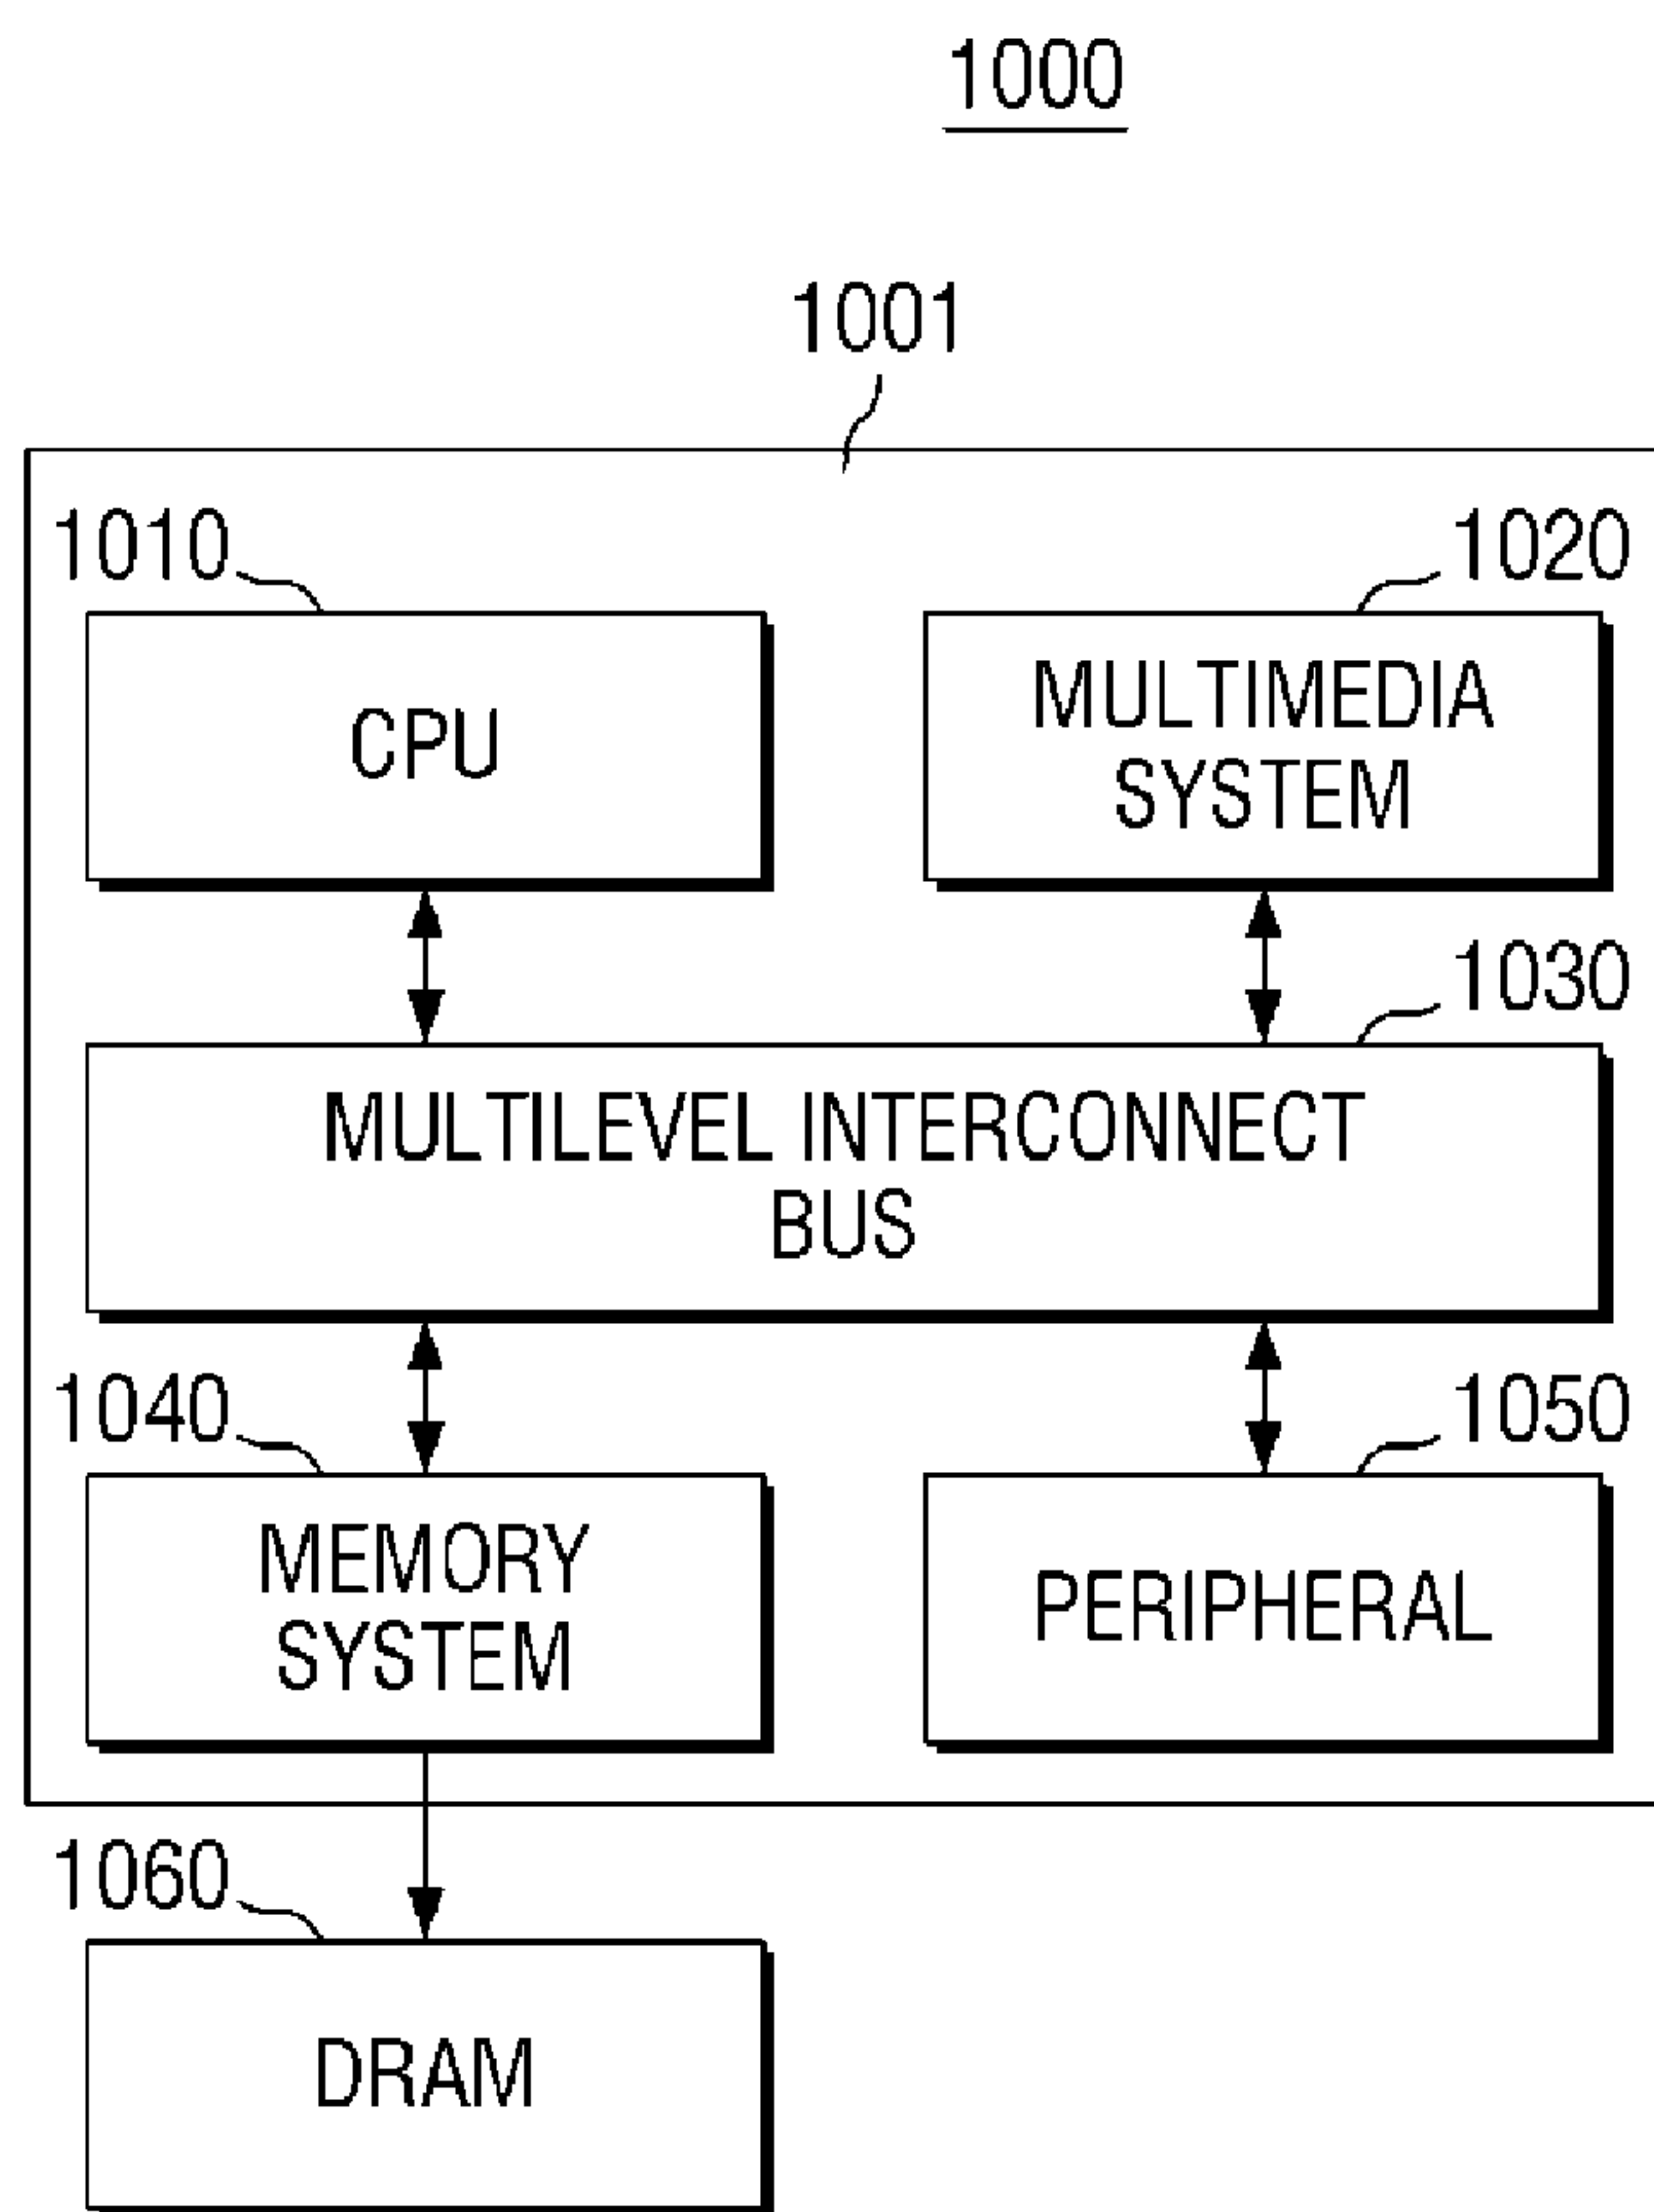 1000
1001
1010
1020
CPU
MULTIMEDIA
SYSTEM
1030
MULTILEVEL INTERCONNECT
BUS
1040
1050
MEMORY
SYSTEM
PERIPHERAL
1060
DRAM